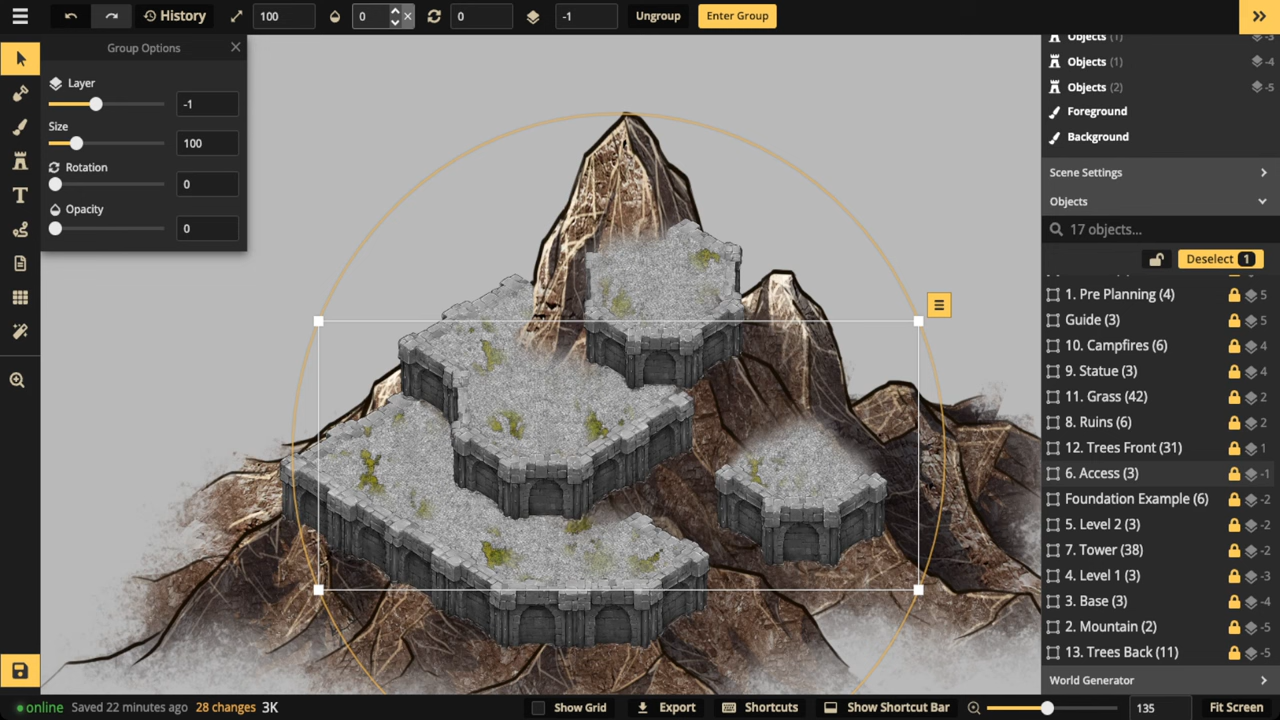 History
100
0
0
-1
Ungroup
Enter Group
Group Options
Layer
-1
Size
100
Rotation
0
Opacity
0
Objects (1) -3
Objects (1) -4
Objects (2) -5
Foreground
Background
Scene Settings
Objects
17 objects...
Deselect 1
1. Pre Planning (4) 5
Guide (3) 5
10. Campfires (6) 4
9. Statue (3) 4
11. Grass (42) 2
8. Ruins (6) 2
12. Trees Front (31) 1
6. Access (3) -1
Foundation Example (6) -2
5. Level 2 (3) -2
7. Tower (38) -2
4. Level 1 (3) -3
3. Base (3) -4
2. Mountain (2) -5
13. Trees Back (11) -5
World Generator
online Saved 22 minutes ago 28 changes 3K
Show Grid
Export
Shortcuts
Show Shortcut Bar
135
Fit Screen